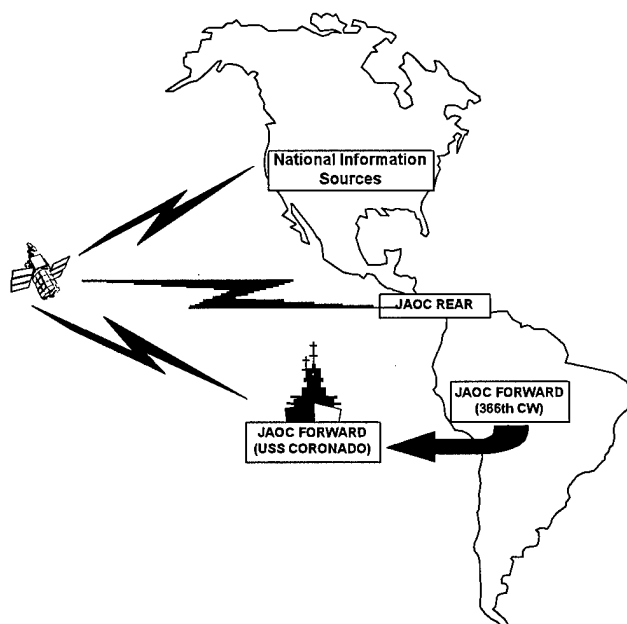 National Information
Sources
JAOC REAR
JAOC FORWARD
(366th CW)
JAOC FORWARD
(USS CORONADO)